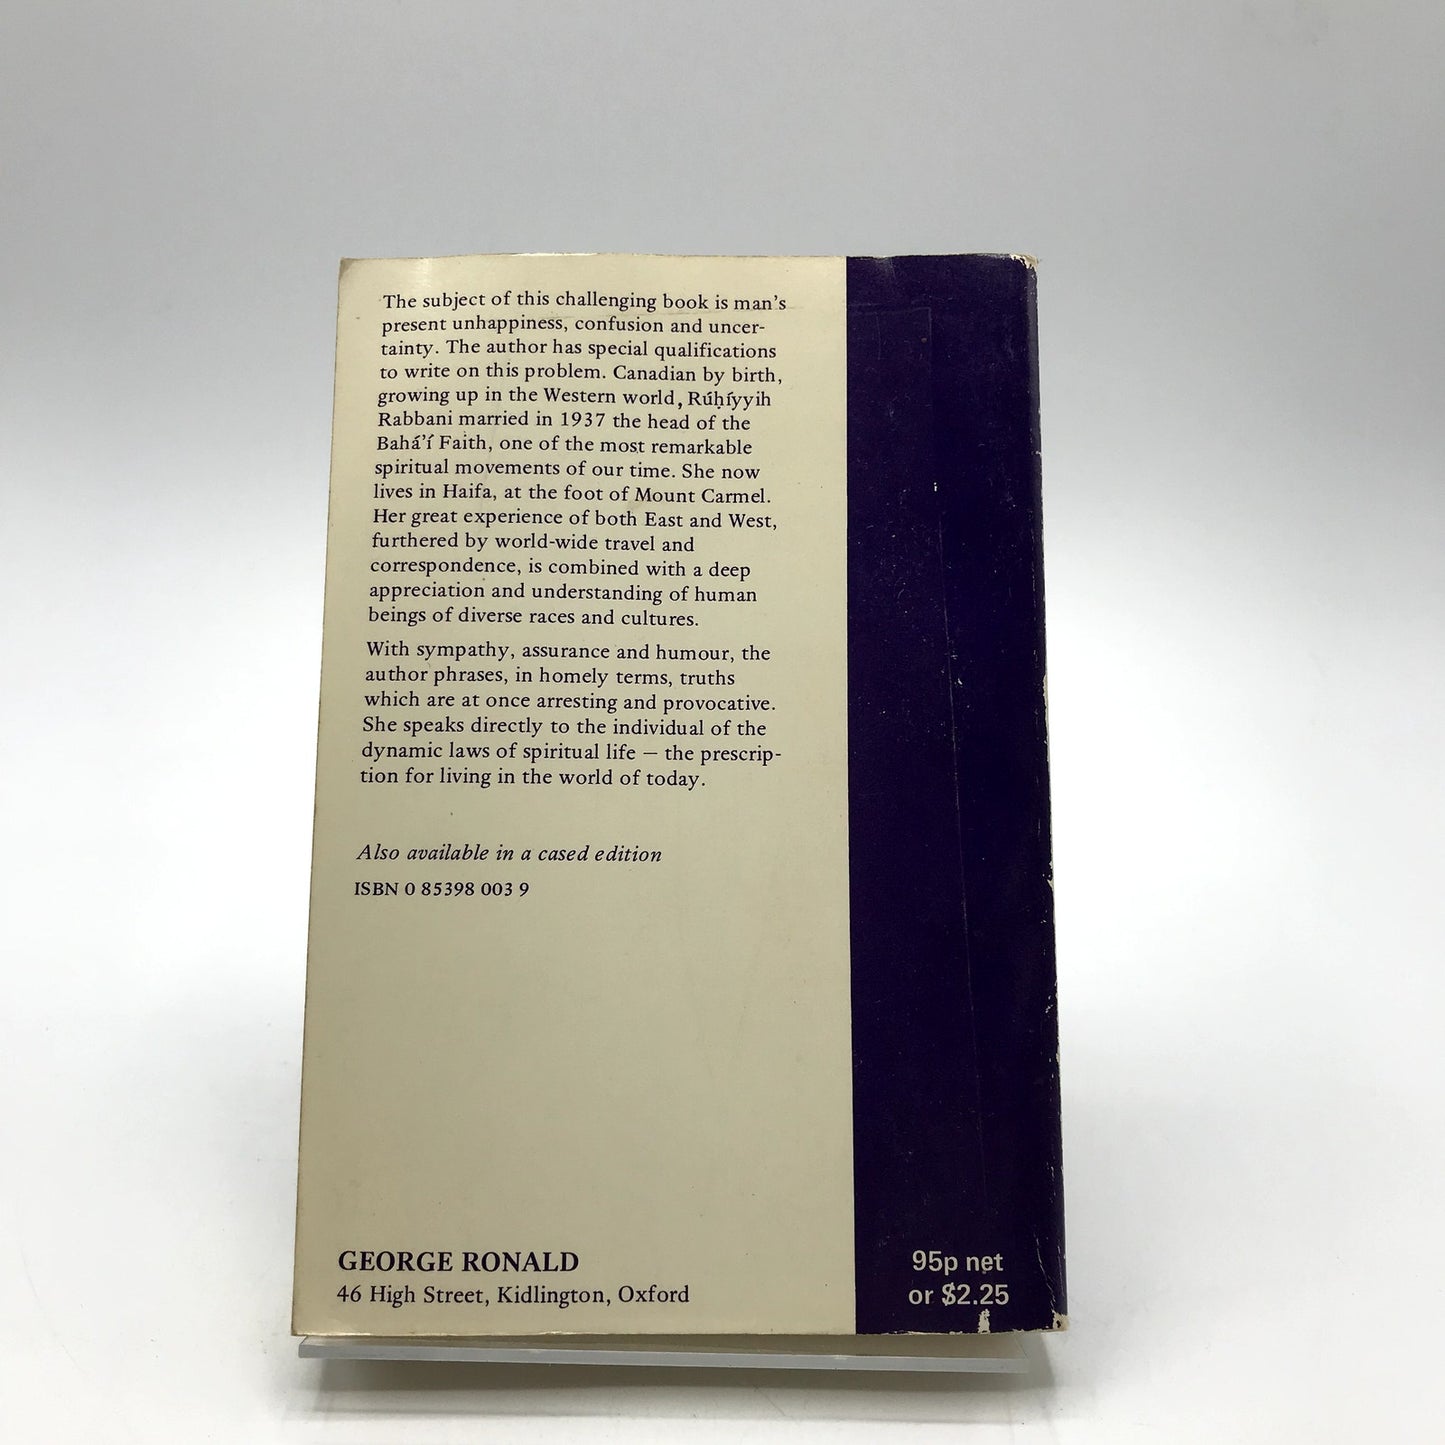 The subject of this challenging book is man's
present unhappiness, confusion and uncer-
tainty. The author has special qualifications
to write on this problem. Canadian by birth,
growing up in the Western world, Rúḥíyyih
Rabbani married in 1937 the head of the
Bahá'í Faith, one of the most remarkable
spiritual movements of our time. She now
lives in Haifa, at the foot of Mount Carmel.
Her great experience of both East and West,
furthered by world-wide travel and
correspondence, is combined with a deep
appreciation and understanding of human
beings of diverse races and cultures.
With sympathy, assurance and humour, the
author phrases, in homely terms, truths
which are at once arresting and provocative.
She speaks directly to the individual of the
dynamic laws of spiritual life — the prescrip-
tion for living in the world of today.
Also available in a cased edition
ISBN 0 85398 003 9
GEORGE RONALD
46 High Street, Kidlington, Oxford
95p net
or $2.25